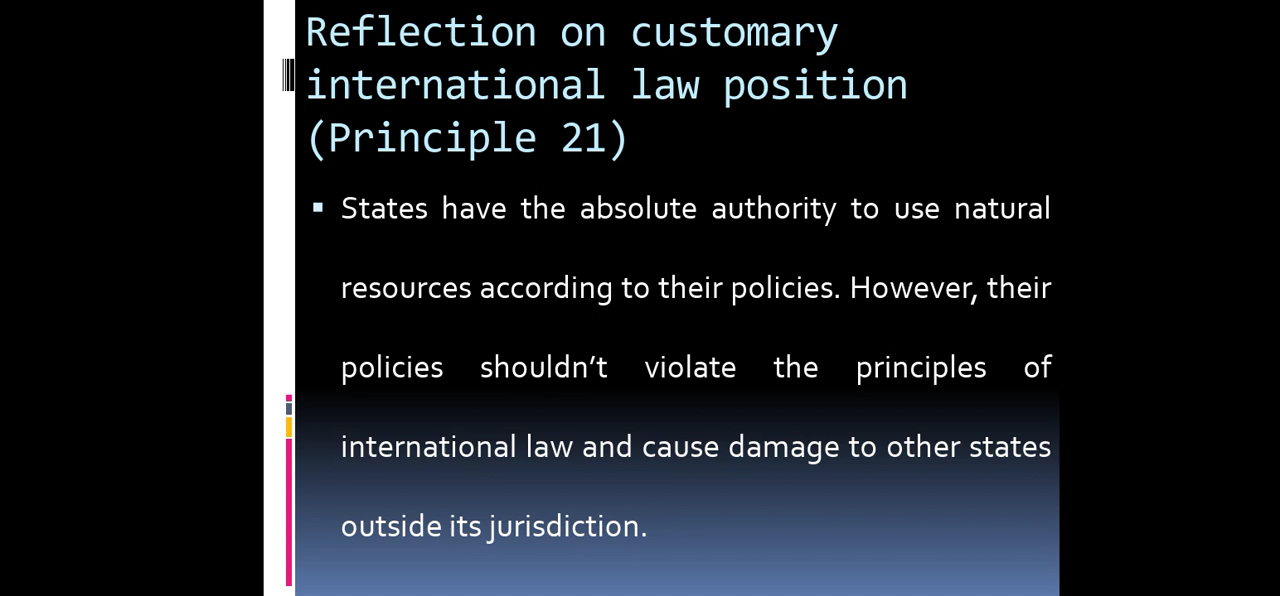 Reflection on customary
international law position
(Principle 21)
States have the absolute authority to use natural
resources according to their policies. However, their
policies shouldn’t violate the principles of
international law and cause damage to other states
outside its jurisdiction.